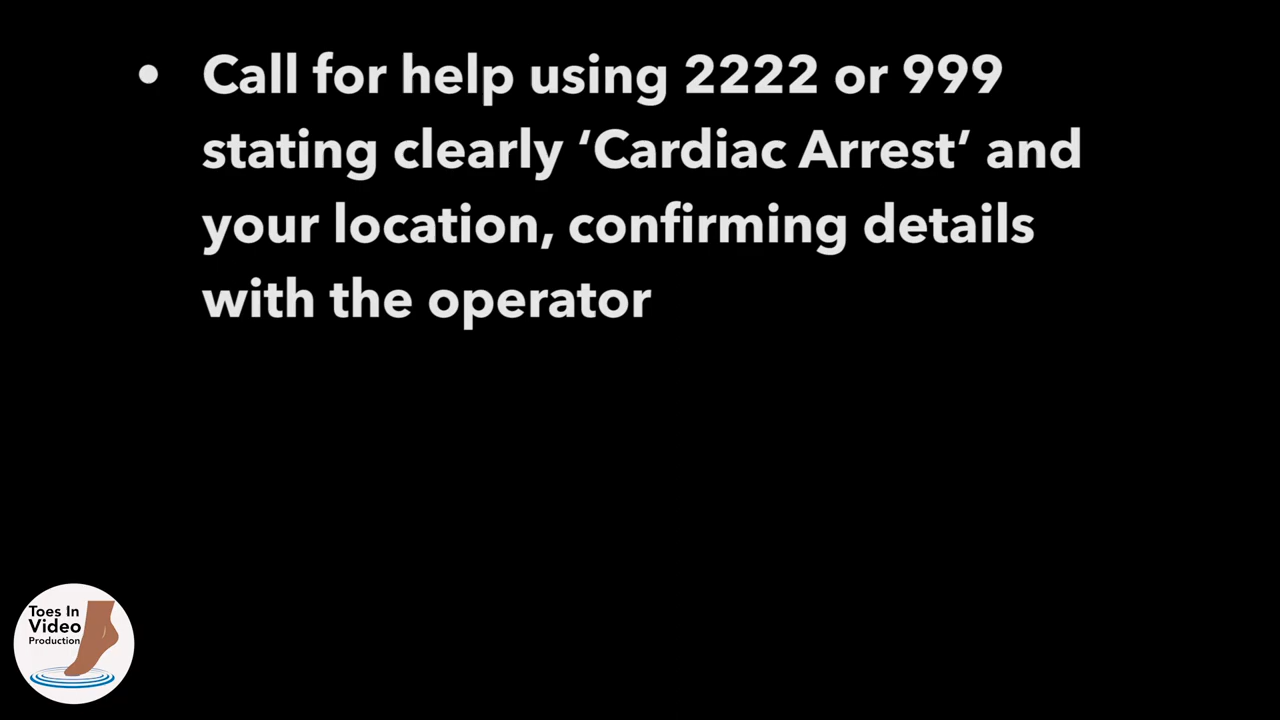 • Call for help using 2222 or 999
stating clearly ‘Cardiac Arrest’ and
your location, confirming details
with the operator
Toes In
Video
Production